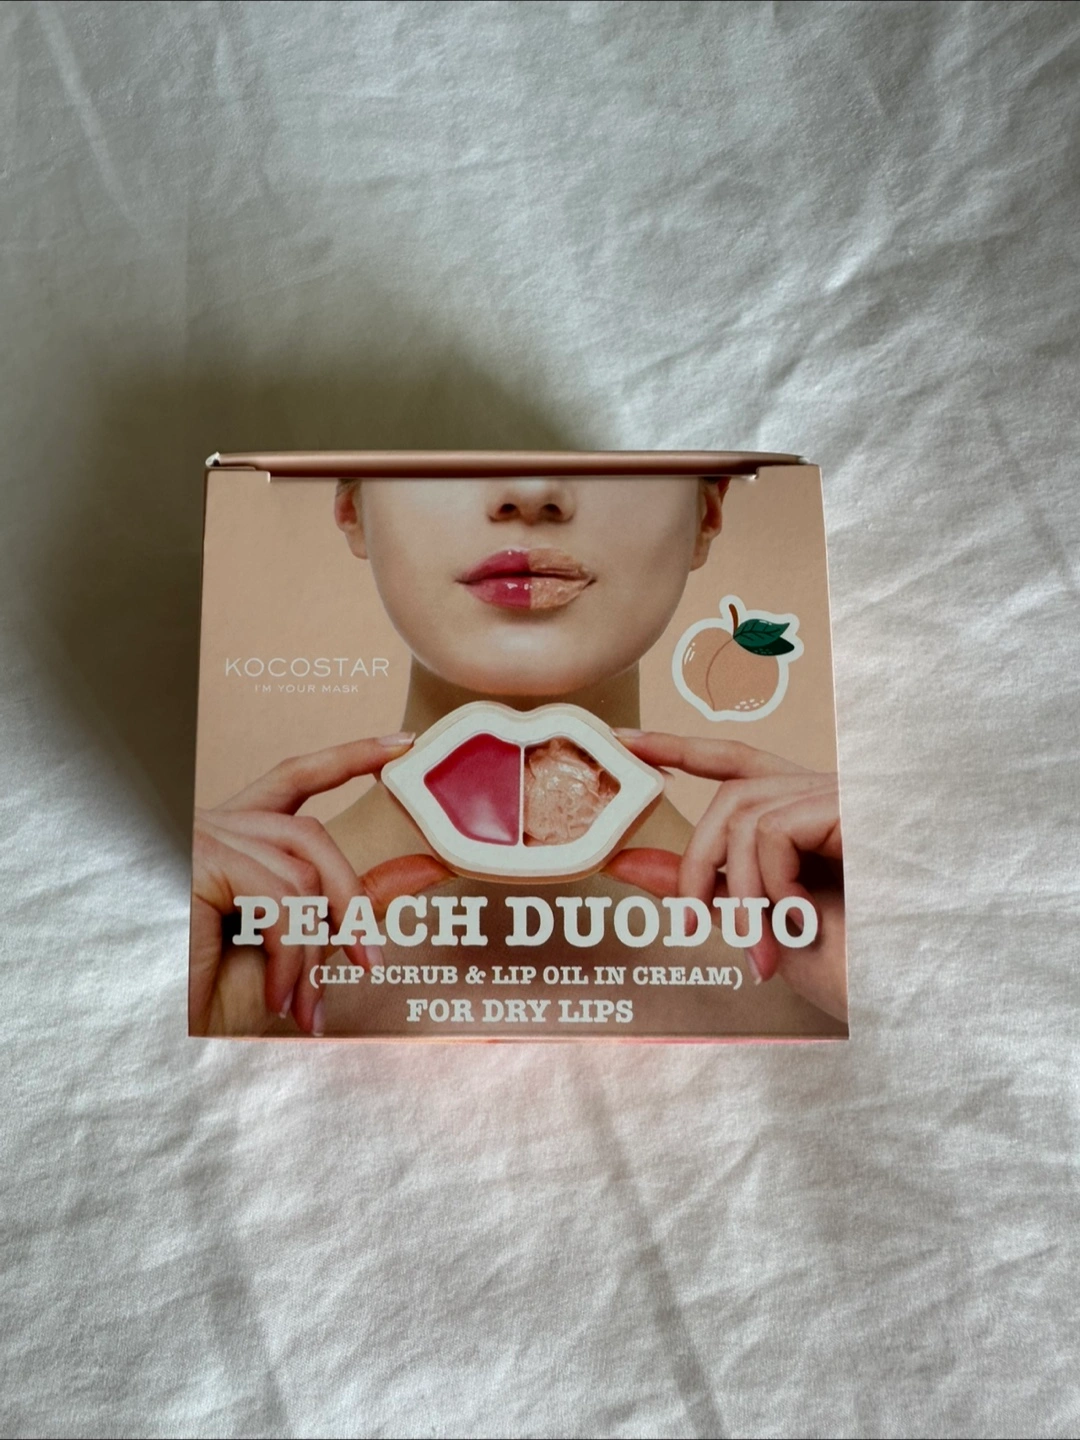 KOCOSTAR
I'M YOUR MASK
PEACH DUODUO
(LIP SCRUB & LIP OIL IN CREAM)
FOR DRY LIPS